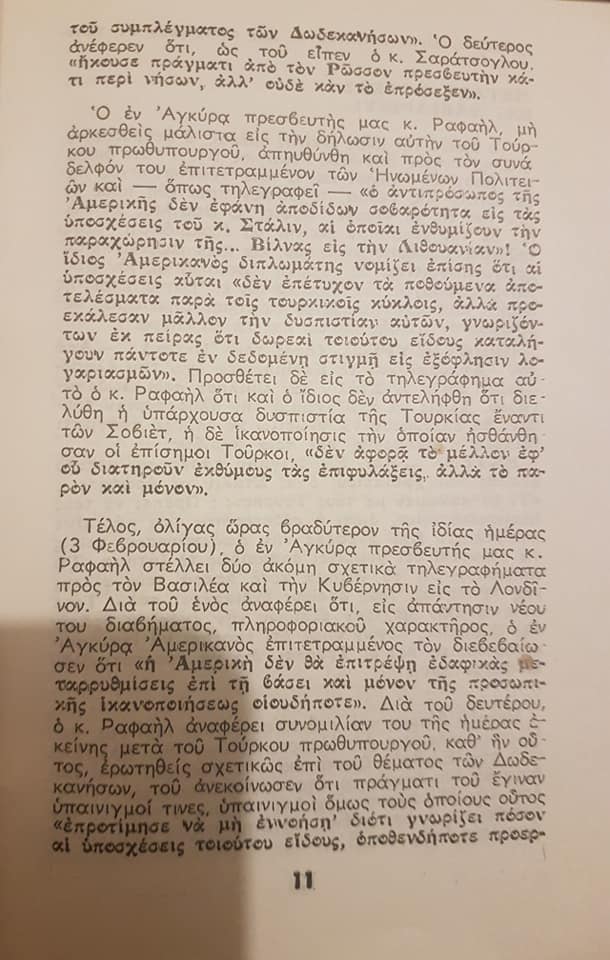 τοῦ συμπλέγματος τῶν Δωδεκανήσων». Ὁ δεύτερος
ἀνέφερεν ὅτι, ὡς τοῦ εἶπεν ὁ κ. Σαράτσογλου,
«ἤκουσε πράγματι ἀπὸ τὸν Ρῶσσον πρεσβευτὴν κά-
τι περὶ νήσων, ἀλλ' οὐδὲ κἂν τὸ ἐπρόσεξεν».
Ὁ ἐν Ἀγκύρᾳ πρεσβευτής μας κ. Ραφαήλ, μὴ
ἀρκεσθεὶς μάλιστα εἰς τὴν δήλωσιν αὐτὴν τοῦ Τούρ-
κου πρωθυπουργοῦ, ἀπηυθύνθη καὶ πρὸς τὸν συνά
δελφόν του ἐπιτετραμμένον τῶν Ἡνωμένων Πολιτει-
ῶν καὶ — ὅπως τηλεγραφεῖ — «ὁ ἀντιπρόσωπος τῆς
Ἀμερικῆς δὲν ἐφάνη ἀποδίδων σοβαρότητα εἰς τὰς
ὑποσχέσεις τοῦ κ. Στάλιν, αἱ ὁποῖαι ἐνθυμίζουν τὴν
παραχώρησιν τῆς... Βίλνας εἰς τὴν Λιθουανίαν»! Ὁ
ἴδιος Ἀμερικανὸς διπλωμάτης νομίζει ἐπίσης ὅτι αἱ
ὑποσχέσεις αὗται «δὲν ἐπέτυχον τὰ ποθούμενα ἀπο-
τελέσματα παρὰ τοῖς τουρκικοῖς κύκλοις, ἀλλὰ προ-
εκάλεσαν μᾶλλον τὴν δυσπιστίαν αὐτῶν, γνωριζόν-
των ἐκ πείρας ὅτι δωρεαὶ τοιούτου εἴδους καταλή-
γουν πάντοτε ἐν δεδομένῃ στιγμῇ εἰς ἐξόφλησιν λο-
γαριασμῶν». Προσθέτει δὲ εἰς τὸ τηλεγράφημα αὐ-
τὸ ὁ κ. Ραφαὴλ ὅτι καὶ ὁ ἴδιος δὲν ἀντελήφθη ὅτι διε-
λύθη ἡ ὑπάρχουσα δυσπιστία τῆς Τουρκίας ἔναντι
τῶν Σοβιέτ, ἡ δὲ ἱκανοποίησις τὴν ὁποίαν ᾐσθάνθη-
σαν οἱ ἐπίσημοι Τοῦρκοι, «δὲν ἀφορᾷ τὸ μέλλον ἐφ'
οὗ διατηροῦν ἐκθύμους τὰς ἐπιφυλάξεις, ἀλλὰ τὸ πα-
ρὸν καὶ μόνον».
Τέλος, ὀλίγας ὥρας βραδύτερον τῆς ἰδίας ἡμέρας
(3 Φεβρουαρίου), ὁ ἐν Ἀγκύρᾳ πρεσβευτής μας κ.
Ραφαὴλ στέλλει δύο ἀκόμη σχετικὰ τηλεγραφήματα
πρὸς τὸν Βασιλέα καὶ τὴν Κυβέρνησιν εἰς τὸ Λονδῖ-
νον. Διὰ τοῦ ἑνὸς ἀναφέρει ὅτι, εἰς ἀπάντησιν νέου
του διαβήματος, πληροφοριακοῦ χαρακτῆρος, ὁ ἐν
Ἀγκύρᾳ Ἀμερικανὸς ἐπιτετραμμένος τὸν διεβεβαίω-
σεν ὅτι «ἡ Ἀμερικὴ δὲν θὰ ἐπιτρέψῃ ἐδαφικὰς με-
ταρρυθμίσεις ἐπὶ τῇ βάσει καὶ μόνον τῆς προσωπι-
κῆς ἱκανοποιήσεως οἱουδήποτε». Διὰ τοῦ δευτέρου,
ὁ κ. Ραφαὴλ ἀναφέρει συνομιλίαν του τῆς ἡμέρας ἐ-
κείνης μετὰ τοῦ Τούρκου πρωθυπουργοῦ, καθ' ἣν οὗ-
τος, ἐρωτηθεὶς σχετικῶς ἐπὶ τοῦ θέματος τῶν Δωδε-
κανήσων, τοῦ ἀνεκοίνωσεν ὅτι πράγματι τοῦ ἔγιναν
ὑπαινιγμοί τινες, ὑπαινιγμοὶ ὅμως τοὺς ὁποίους οὗτος
«ἐπροτίμησε νὰ μὴ ἐννοήσῃ· διότι γνωρίζει πόσον
αἱ ὑποσχέσεις τοιούτου εἴδους, ὁποθενδήποτε προερ-
11